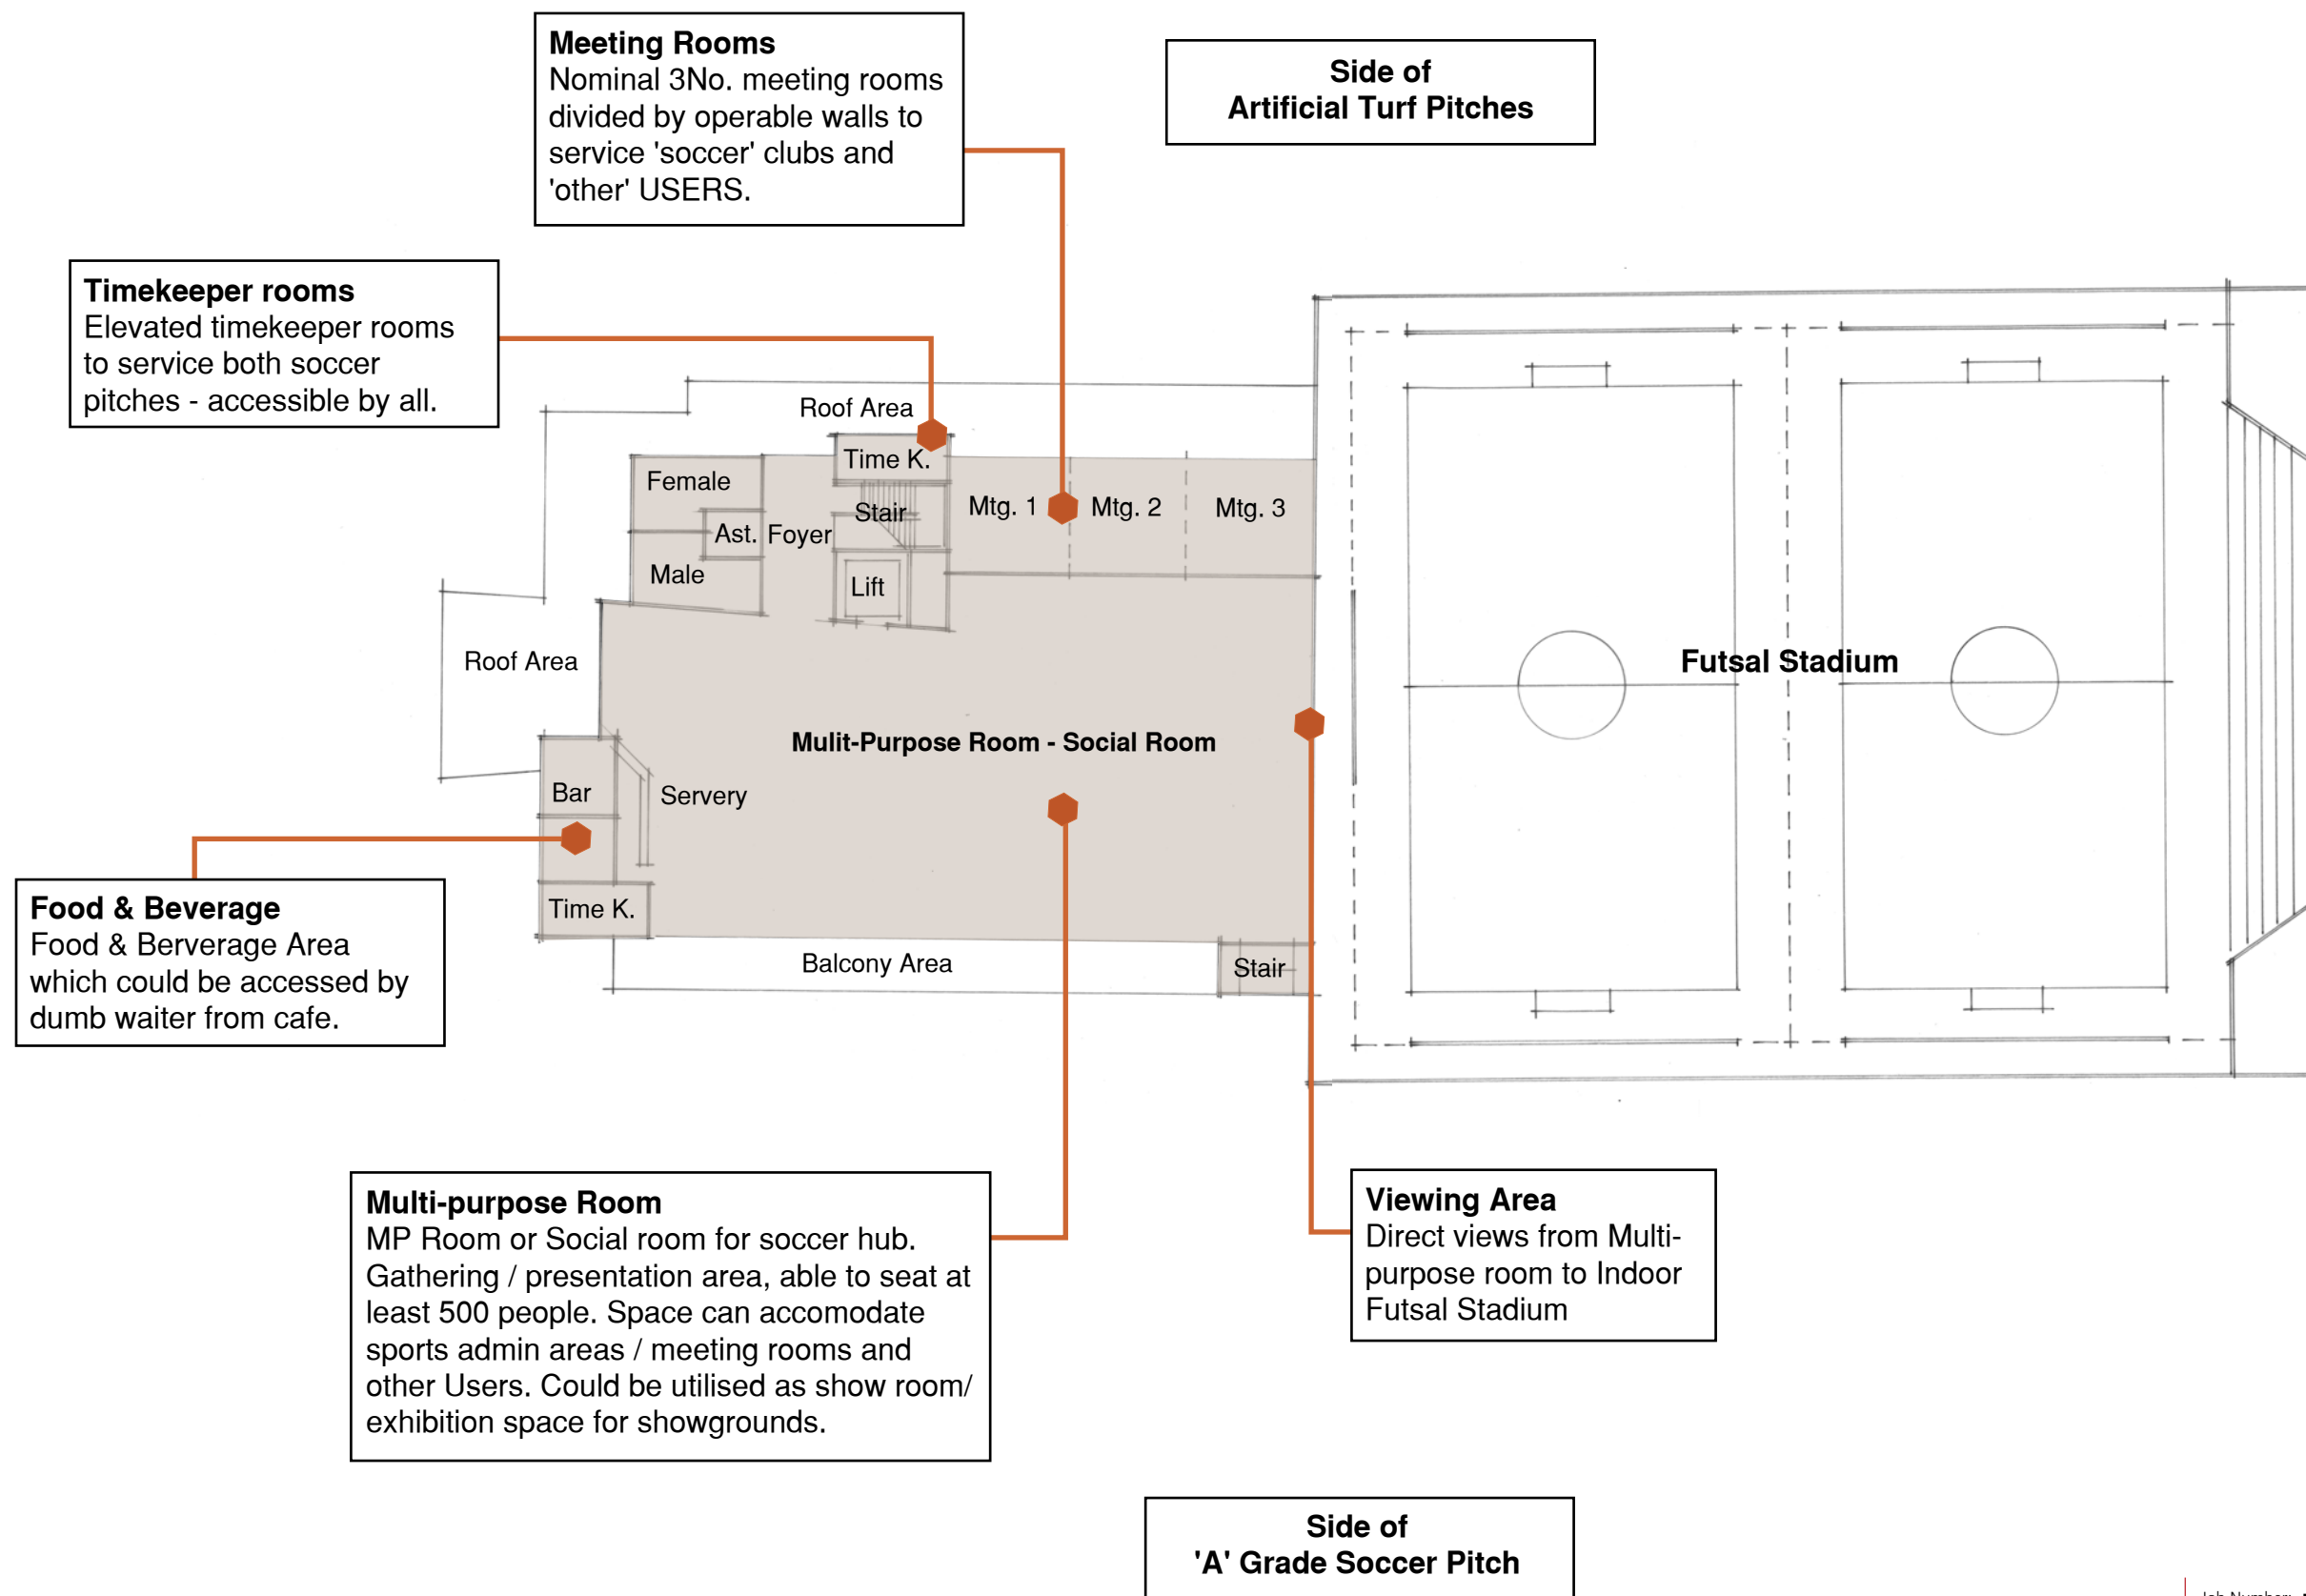 Meeting Rooms
Nominal 3No. meeting rooms
divided by operable walls to
service 'soccer' clubs and
'other' USERS.
Side of
Artificial Turf Pitches
Timekeeper rooms
Elevated timekeeper rooms
to service both soccer
pitches - accessible by all.
Roof Area
Time K.
Female
Stair
Mtg. 1
Mtg. 2
Mtg. 3
Ast.
Foyer
Male
Lift
Roof Area
Futsal Stadium
Mulit-Purpose Room - Social Room
Bar
Servery
Time K.
Balcony Area
Stair
Food & Beverage
Food & Berverage Area
which could be accessed by
dumb waiter from cafe.
Multi-purpose Room
MP Room or Social room for soccer hub.
Gathering / presentation area, able to seat at
least 500 people. Space can accomodate
sports admin areas / meeting rooms and
other Users. Could be utilised as show room/
exhibition space for showgrounds.
Viewing Area
Direct views from Multi-
purpose room to Indoor
Futsal Stadium
Side of
'A' Grade Soccer Pitch